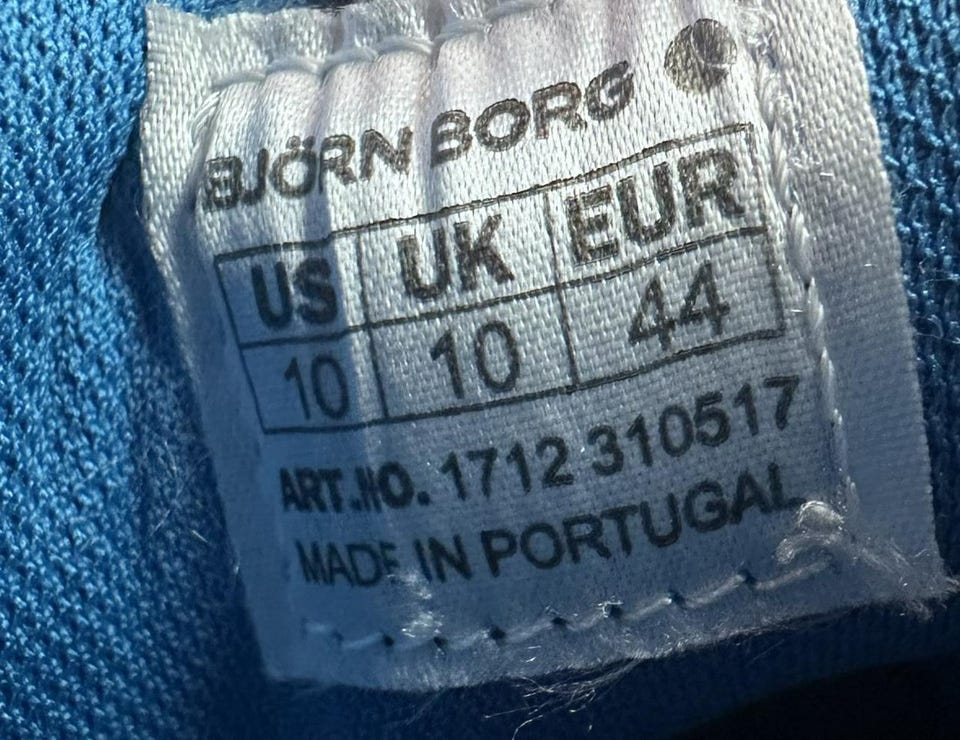 BJÖRN BORG
US UK EUR
10 10 44
ART.NO. 1712 310517
MADE IN PORTUGAL